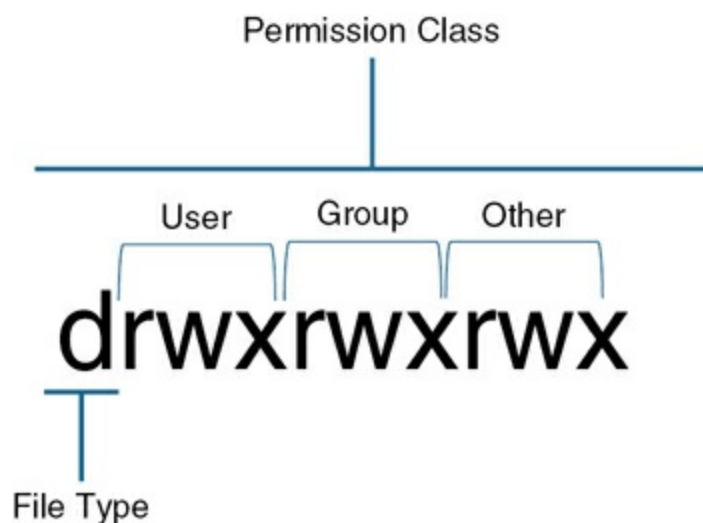 Permission Class
User Group Other
drwxrwxrwx
File Type